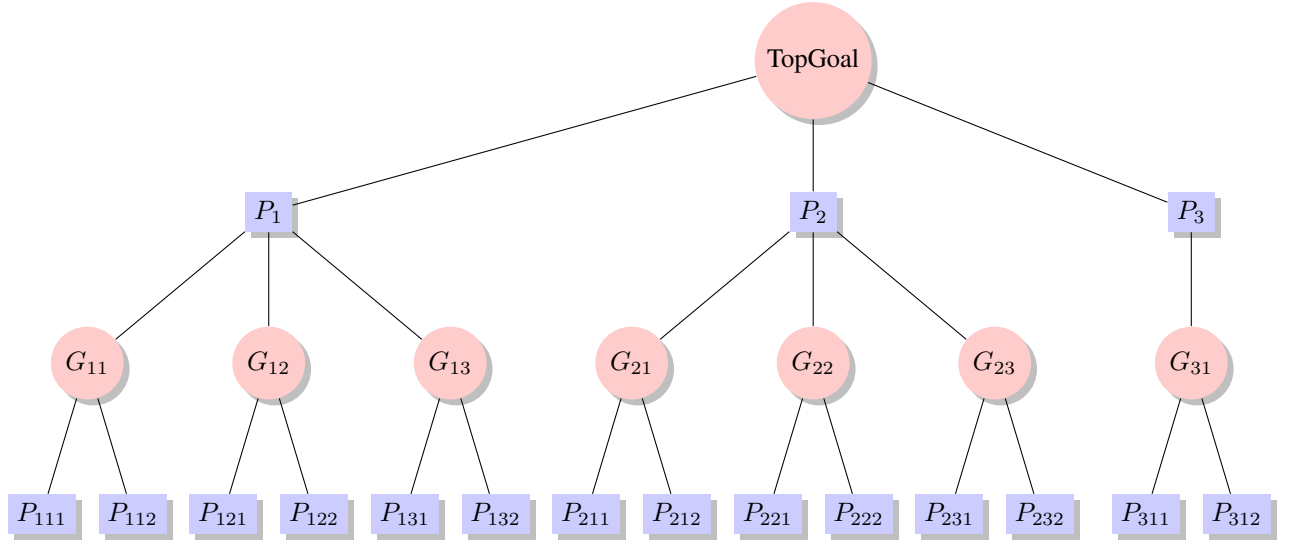 TopGoal
P₁ P₂ P₃
G₁₁ G₁₂ G₁₃ G₂₁ G₂₂ G₂₃ G₃₁
P₁₁₁ P₁₁₂ P₁₂₁ P₁₂₂ P₁₃₁ P₁₃₂ P₂₁₁ P₂₁₂ P₂₂₁ P₂₂₂ P₂₃₁ P₂₃₂ P₃₁₁ P₃₁₂